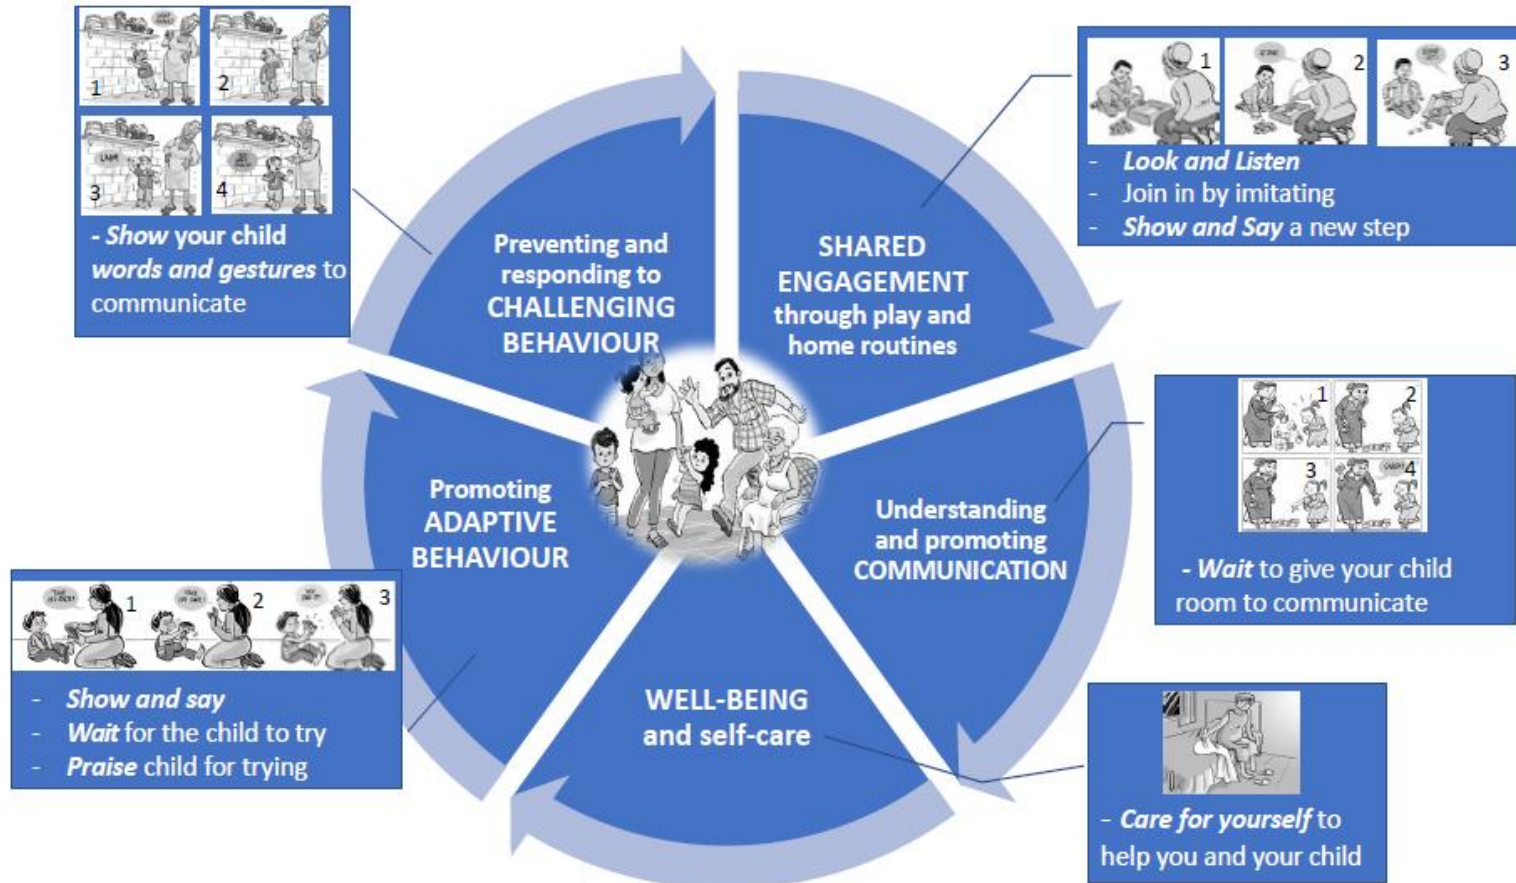 1
2
3
4
- Show your child
words and gestures to
communicate
Preventing and
responding to
CHALLENGING
BEHAVIOUR
SHARED
ENGAGEMENT
through play and
home routines
1
2
3
- Look and Listen
- Join in by imitating
- Show and Say a new step
Understanding
and promoting
COMMUNICATION
1
2
3
4
- Wait to give your child
room to communicate
WELL-BEING
and self-care
- Care for yourself to
help you and your child
Promoting
ADAPTIVE
BEHAVIOUR
1
2
3
- Show and say
- Wait for the child to try
- Praise child for trying